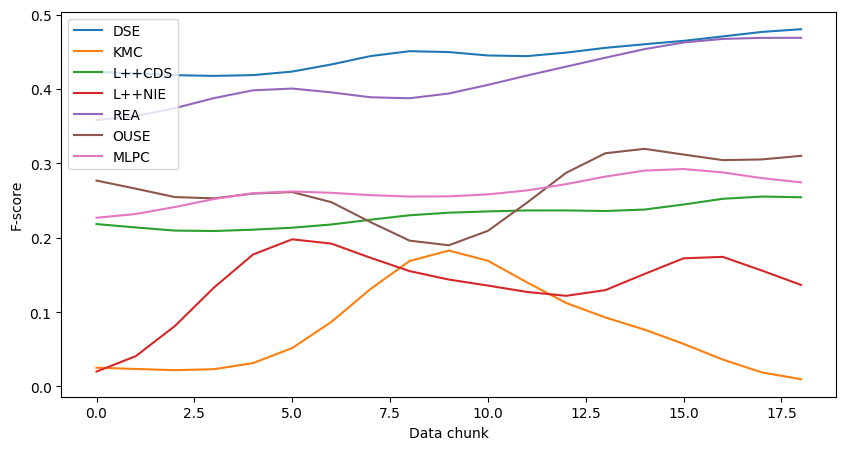 0.5
0.4
0.3
0.2
0.1
0.0
F-score
DSE
KMC
L++CDS
L++NIE
REA
OUSE
MLPC
0.0 2.5 5.0 7.5 10.0 12.5 15.0 17.5
Data chunk